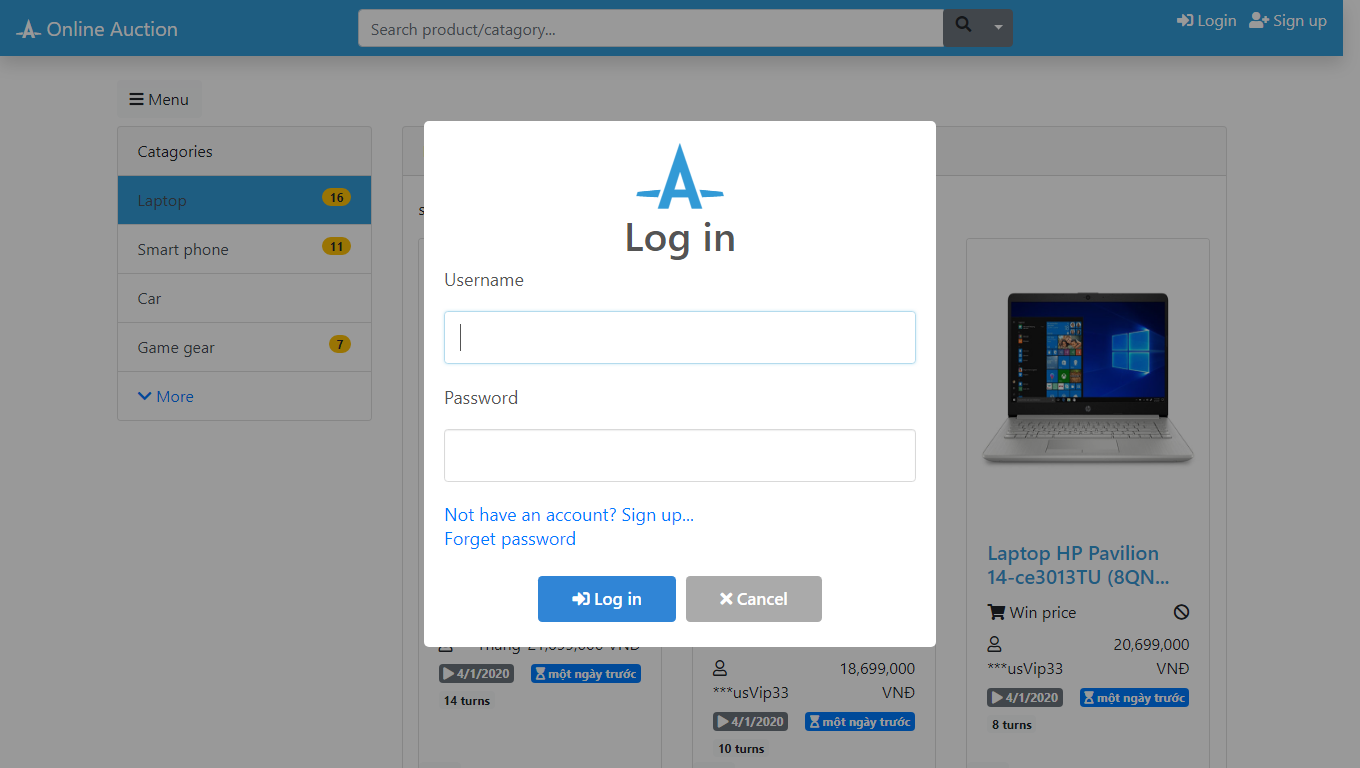 Online Auction
Search product/catagory...
Login
Sign up
Menu
Catagories
Laptop 16
Smart phone 11
Car
Game gear 7
More
Log in
Username
Password
Not have an account? Sign up...
Forget password
Log in
Cancel
21,099,000 VNĐ
4/1/2020
một ngày trước
14 turns
18,699,000
***usVip33 VNĐ
4/1/2020
một ngày trước
10 turns
Laptop HP Pavilion
14-ce3013TU (8QN...
Win price
20,699,000
***usVip33 VNĐ
4/1/2020
một ngày trước
8 turns